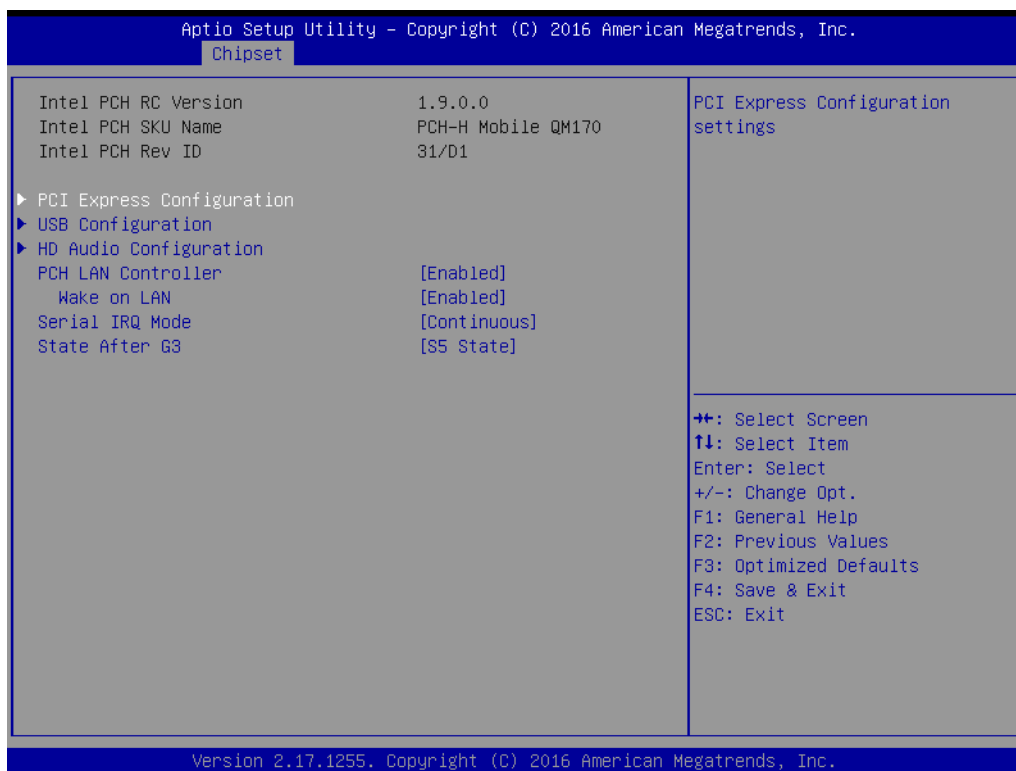 Aptio Setup Utility – Copyright (C) 2016 American Megatrends, Inc.
Chipset
Intel PCH RC Version 1.9.0.0
Intel PCH SKU Name PCH-H Mobile QM170
Intel PCH Rev ID 31/D1
▶ PCI Express Configuration
▶ USB Configuration
▶ HD Audio Configuration
PCH LAN Controller [Enabled]
Wake on LAN [Enabled]
Serial IRQ Mode [Continuous]
State After G3 [S5 State]
PCI Express Configuration
settings
→←: Select Screen
↑↓: Select Item
Enter: Select
+/-: Change Opt.
F1: General Help
F2: Previous Values
F3: Optimized Defaults
F4: Save & Exit
ESC: Exit
Version 2.17.1255. Copyright (C) 2016 American Megatrends, Inc.